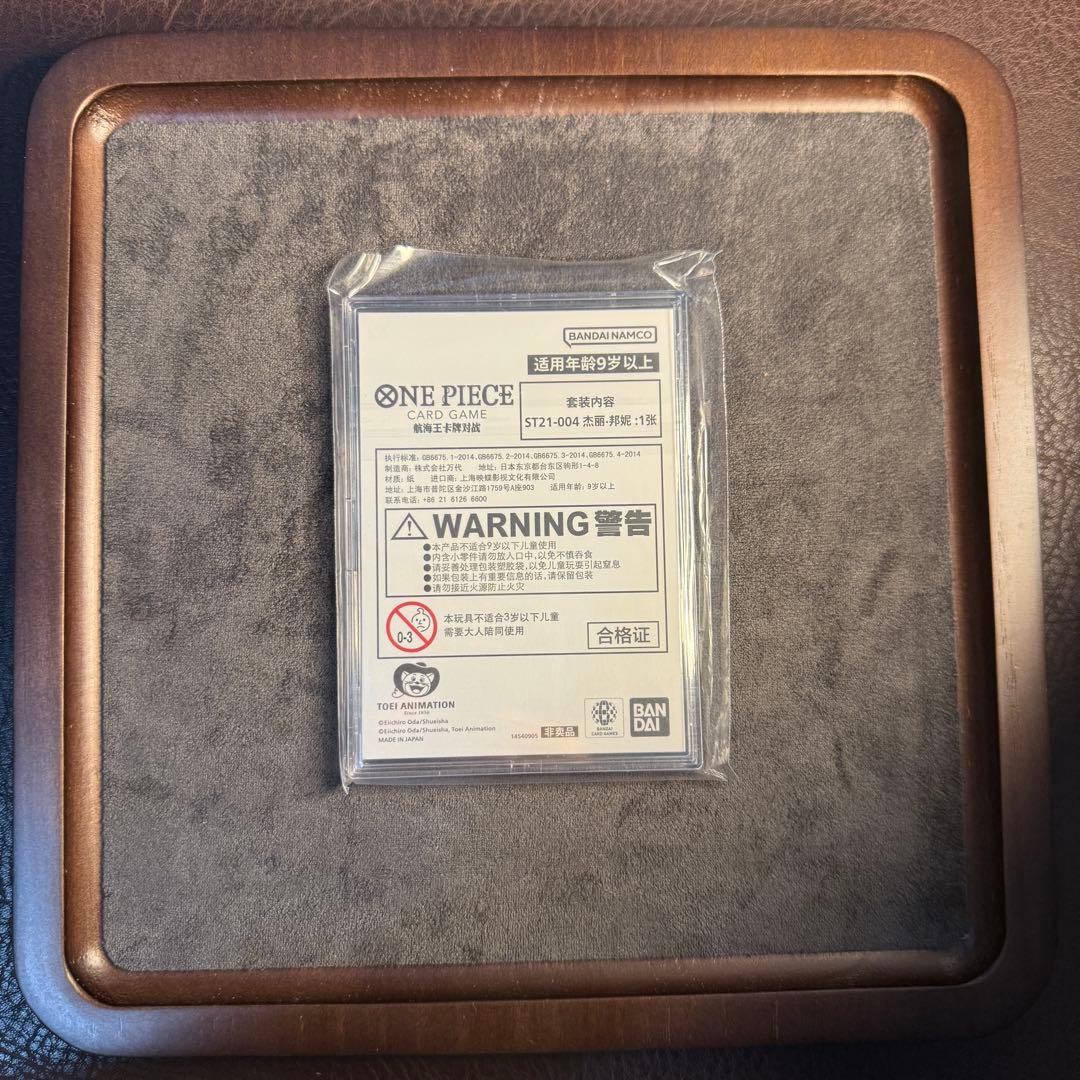 BANDAI NAMCO
适用年龄9岁以上
ONE PIECE
CARD GAME
航海王卡牌对战
套装内容
ST21-004 杰丽·邦妮 :1张
执行标准: GB6675.1-2014,GB6675.2-2014,GB6675.3-2014,GB6675.4-2014
制造商: 株式会社万代 地址: 日本东京都台东区驹形1-4-8
材质: 纸 进口商: 上海映蝶影视文化有限公司
地址: 上海市普陀区金沙江路1759号A座903 适用年龄: 9岁以上
联系电话: +86 21 6126 6600
WARNING 警告
●本产品不适合9岁以下儿童使用
●内含小零件请勿放入口中,以免不慎吞食
●请妥善处理包装塑胶袋,以免儿童玩耍引起窒息
●如果包装上有重要信息的话,请保留包装
●请勿接近火源防止火灾
0-3
本玩具不适合3岁以下儿童
需要大人陪同使用
合格证
TOEI ANIMATION
Since 1956
©Eiichiro Oda/Shueisha
©Eiichiro Oda/Shueisha, Toei Animation
MADE IN JAPAN
14540905
非卖品
BANDAI
CARD GAMES
BAN
DAI